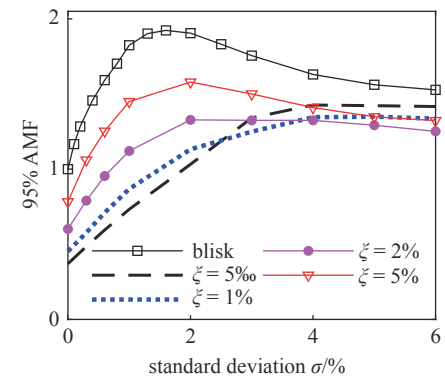 2
1
0
95% AMF
blisk
ξ = 5‰
ξ = 1%
ξ = 2%
ξ = 5%
0 2 4 6
standard deviation σ/%